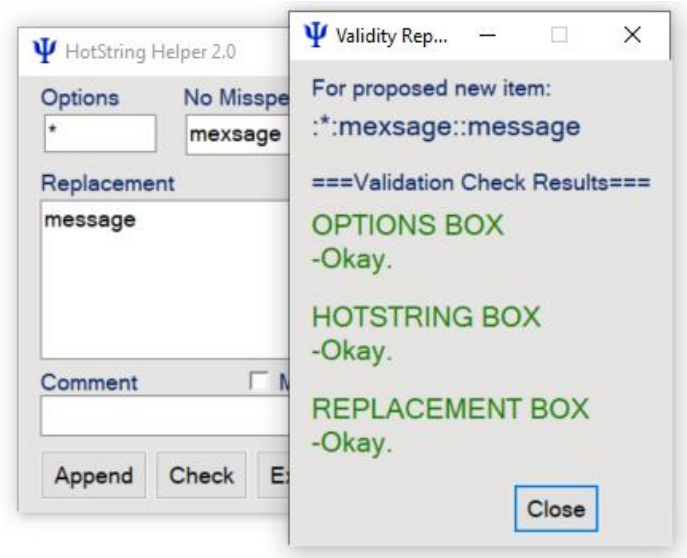 HotString Helper 2.0
Options No Misspe
*
mexsage
Replacement
message
Comment
Append Check
Validity Rep...
For proposed new item:
:*:mexsage::message
===Validation Check Results===
OPTIONS BOX
-Okay.
HOTSTRING BOX
-Okay.
REPLACEMENT BOX
-Okay.
Close